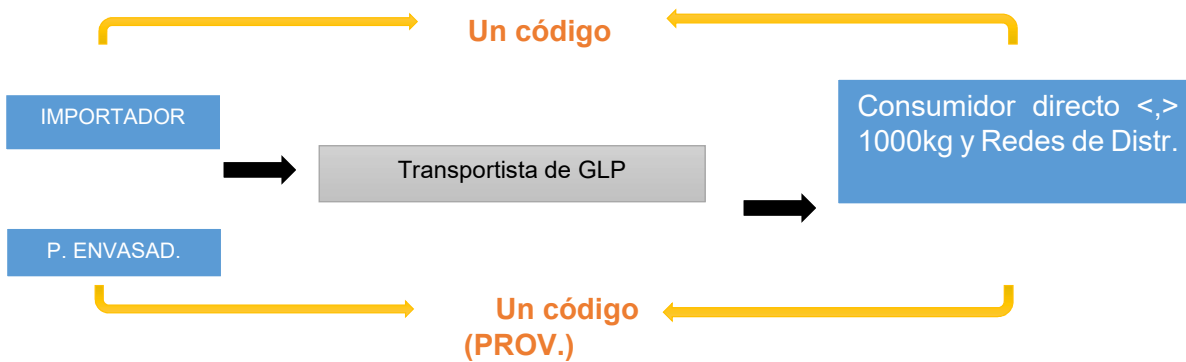 Un código
IMPORTADOR
Consumidor directo <,>
1000kg y Redes de Distr.
Transportista de GLP
P. ENVASAD.
Un código
(PROV.)